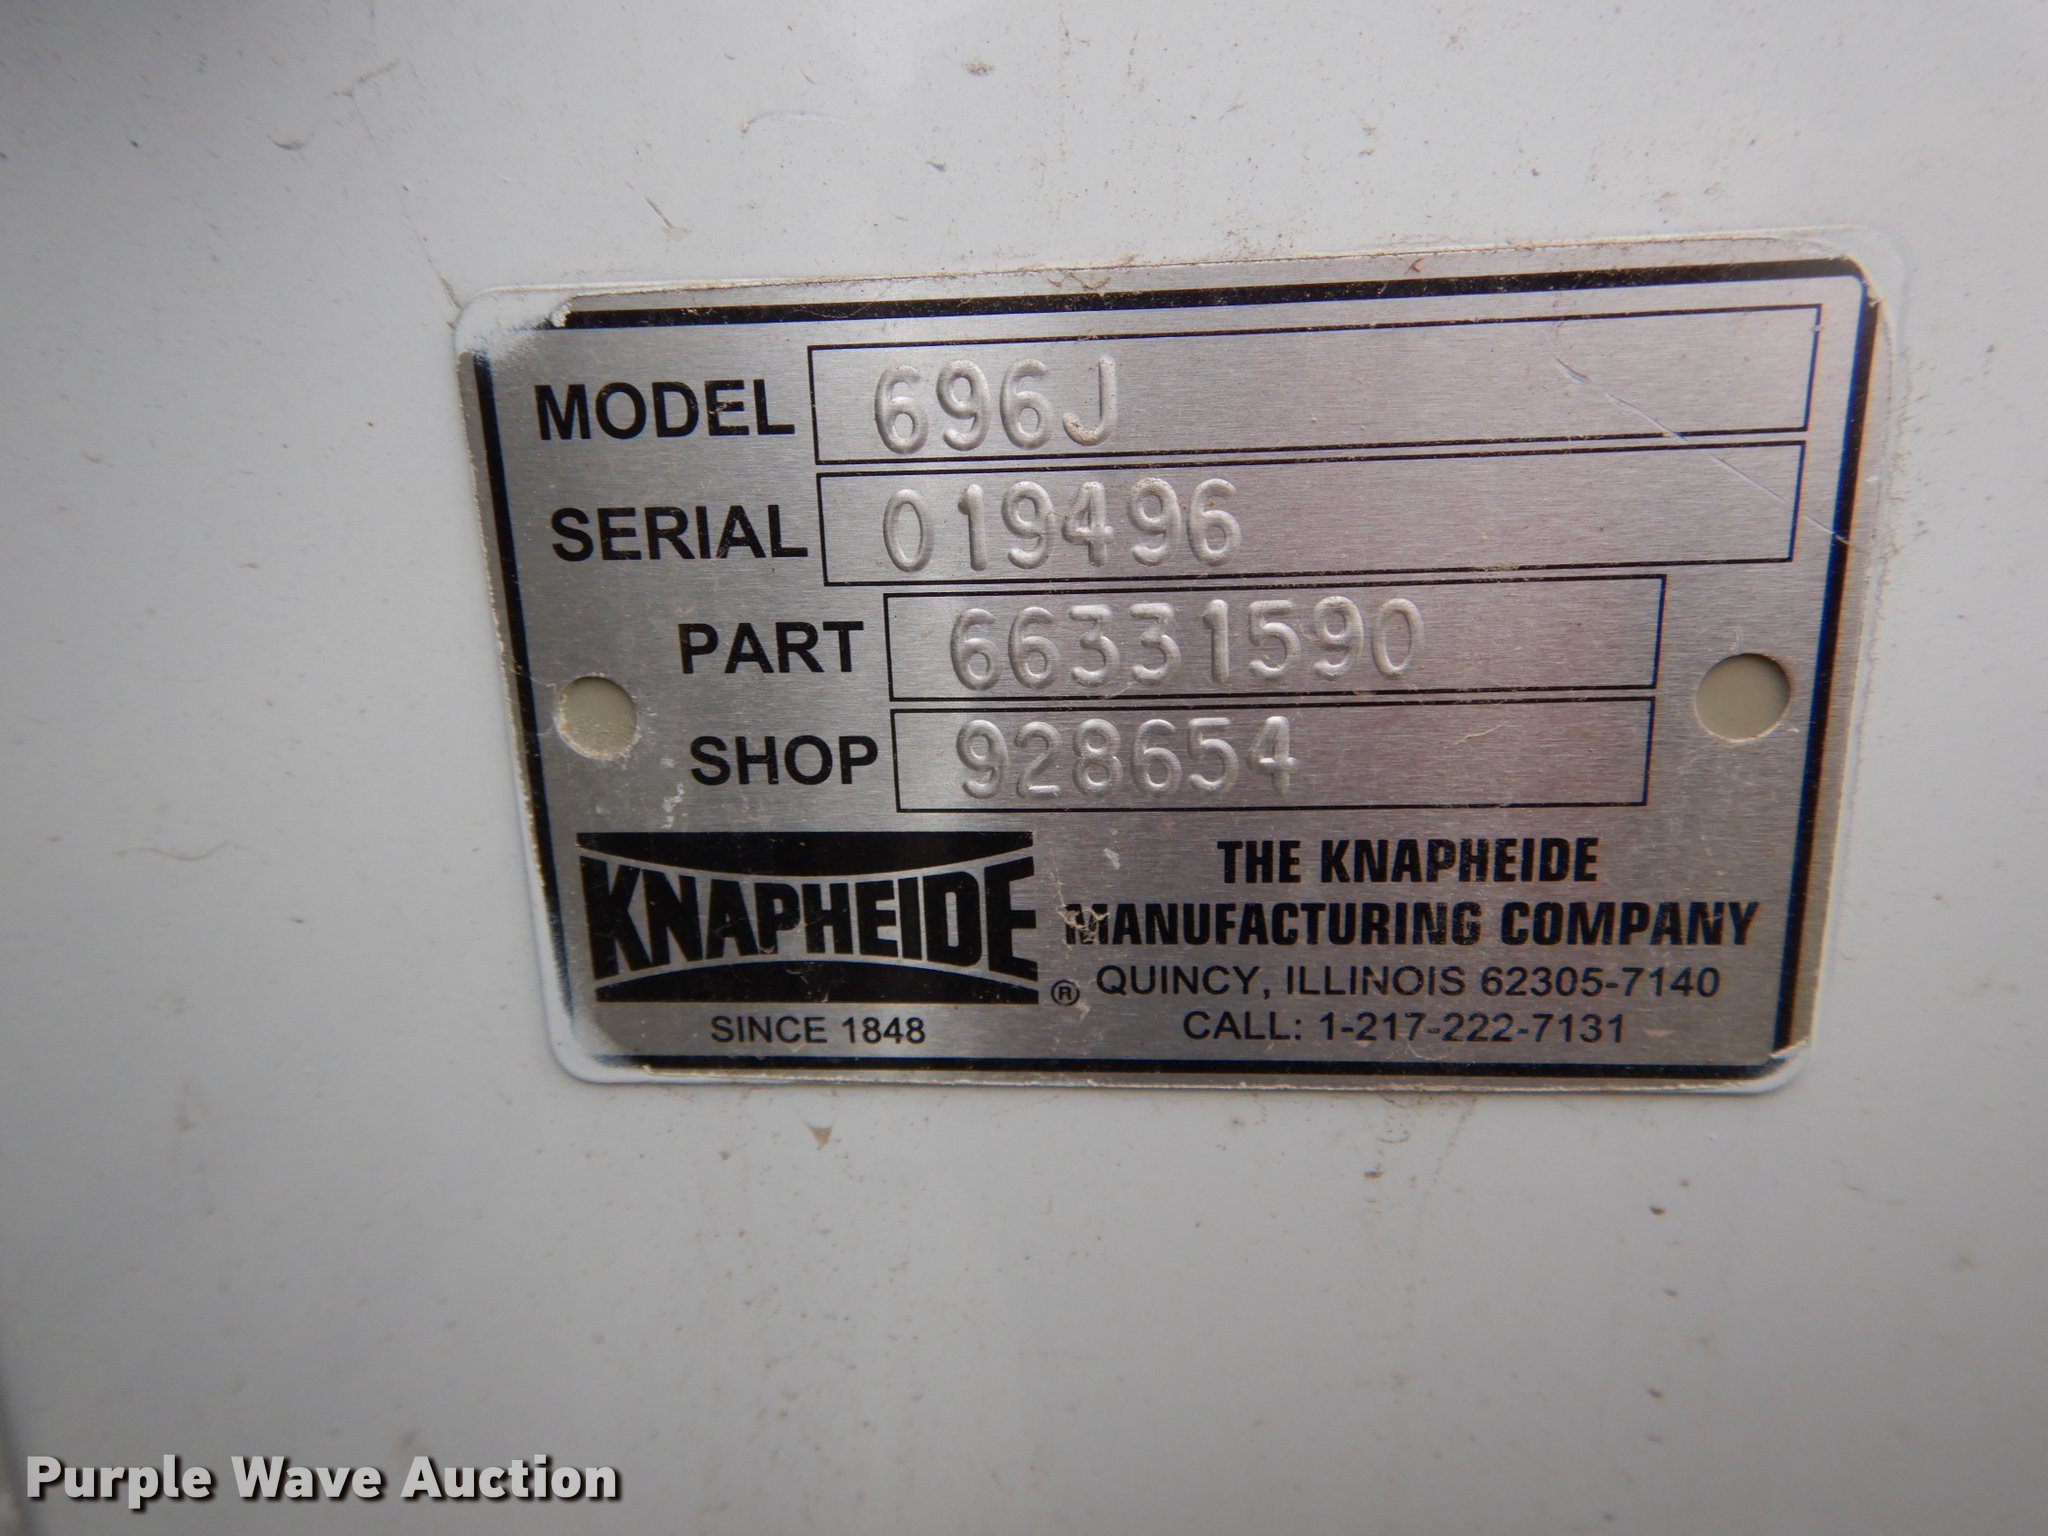 MODEL 696J
SERIAL 019496
PART 66331590
SHOP 928654
KNAPHEIDE ®
SINCE 1848
THE KNAPHEIDE
MANUFACTURING COMPANY
QUINCY, ILLINOIS 62305-7140
CALL: 1-217-222-7131
Purple Wave Auction